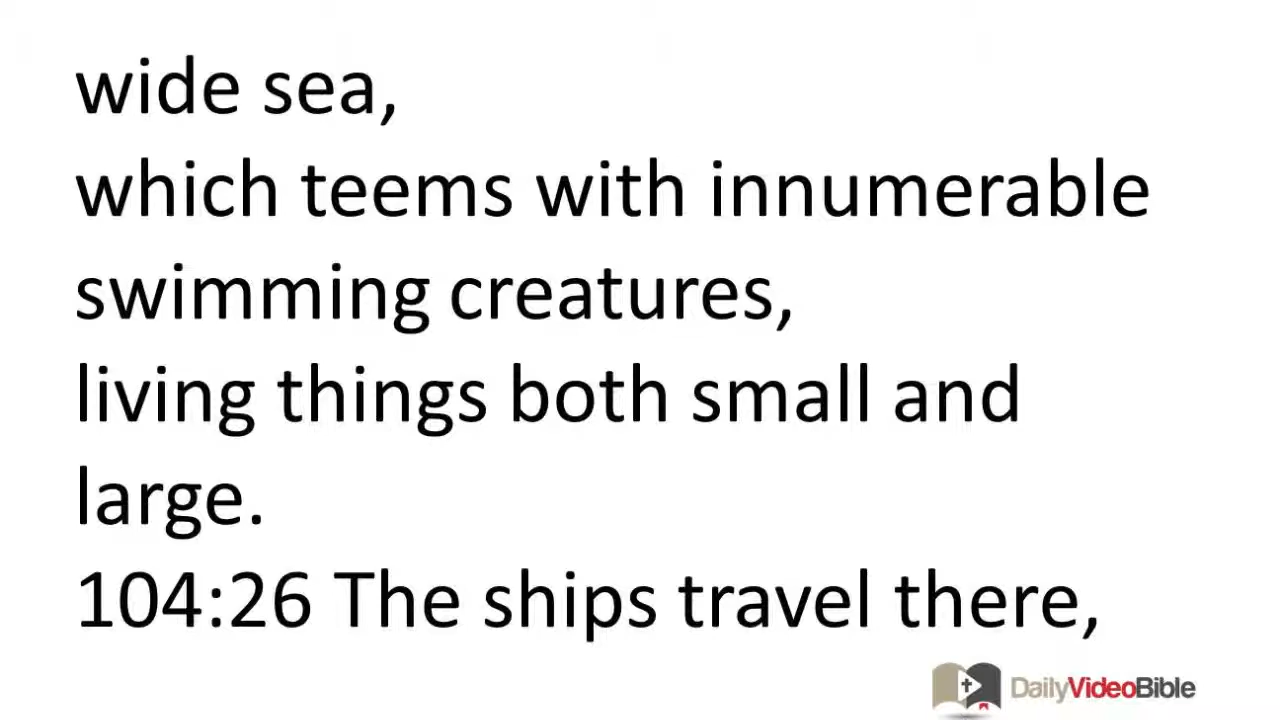 wide sea,
which teems with innumerable
swimming creatures,
living things both small and
large.
104:26 The ships travel there,
DailyVideoBible